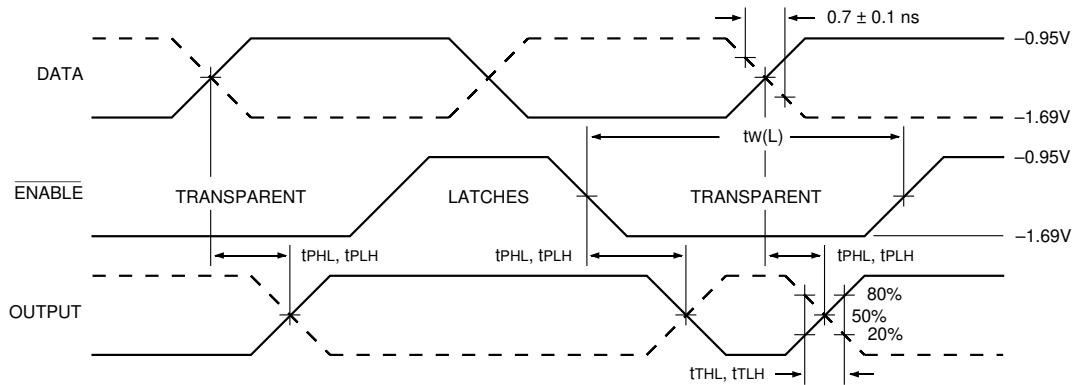 0.7 ± 0.1 ns
DATA
–0.95V
–1.69V
tw(L)
–0.95V
ENABLE
TRANSPARENT
LATCHES
TRANSPARENT
–1.69V
tPHL, tPLH
tPHL, tPLH
tPHL, tPLH
OUTPUT
80%
50%
20%
tTHL, tTLH